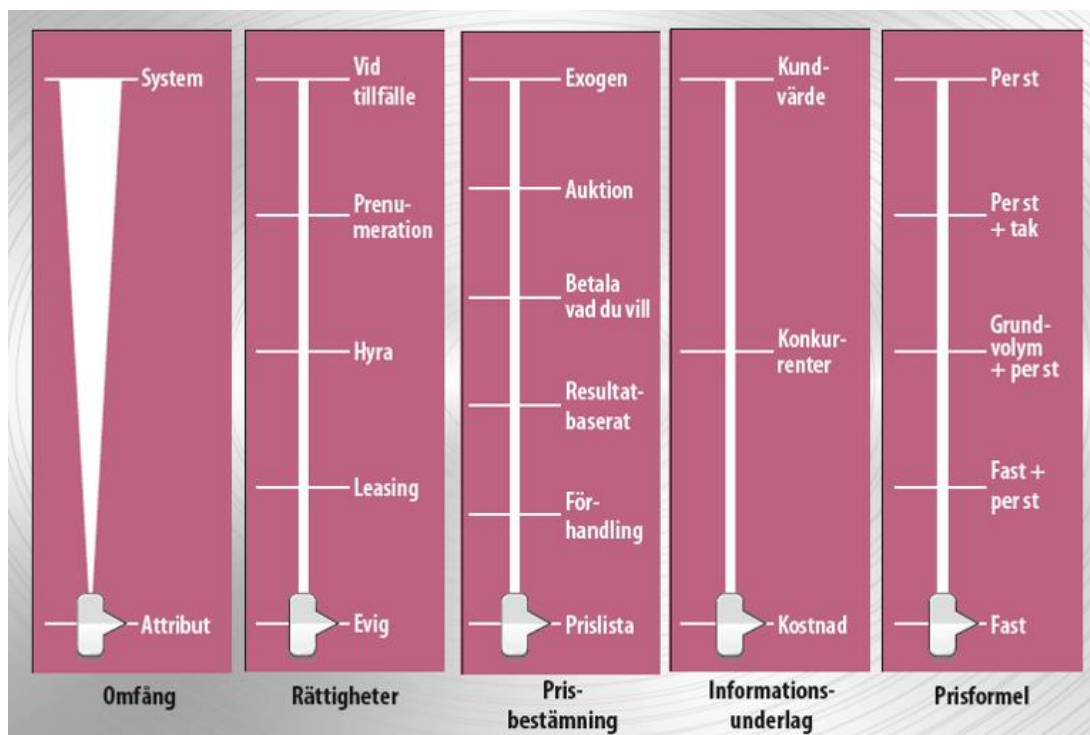 System
Attribut
Omfång
Vid
tillfälle
Prenu-
meration
Hyra
Leasing
Evig
Rättigheter
Exogen
Auktion
Betala
vad du vill
Resultat-
baserat
För-
handling
Prislista
Pris-
bestämning
Kund-
värde
Konkur-
renter
Kostnad
Informations-
underlag
Per st
Per st
+ tak
Grund-
volym
+ per st
Fast +
per st
Fast
Prisformel